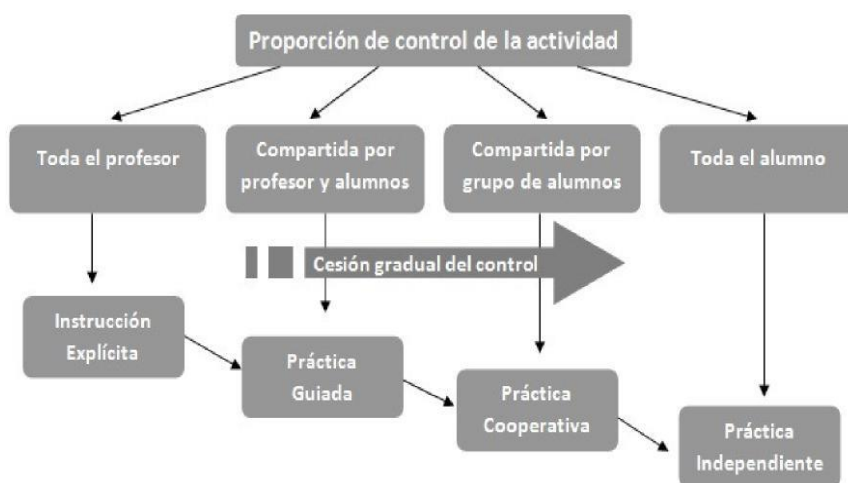 Proporción de control de la actividad
Toda el profesor
Compartida por
profesor y alumnos
Compartida por
grupo de alumnos
Toda el alumno
Cesión gradual del control
Instrucción
Explícita
Práctica
Guiada
Práctica
Cooperativa
Práctica
Independiente